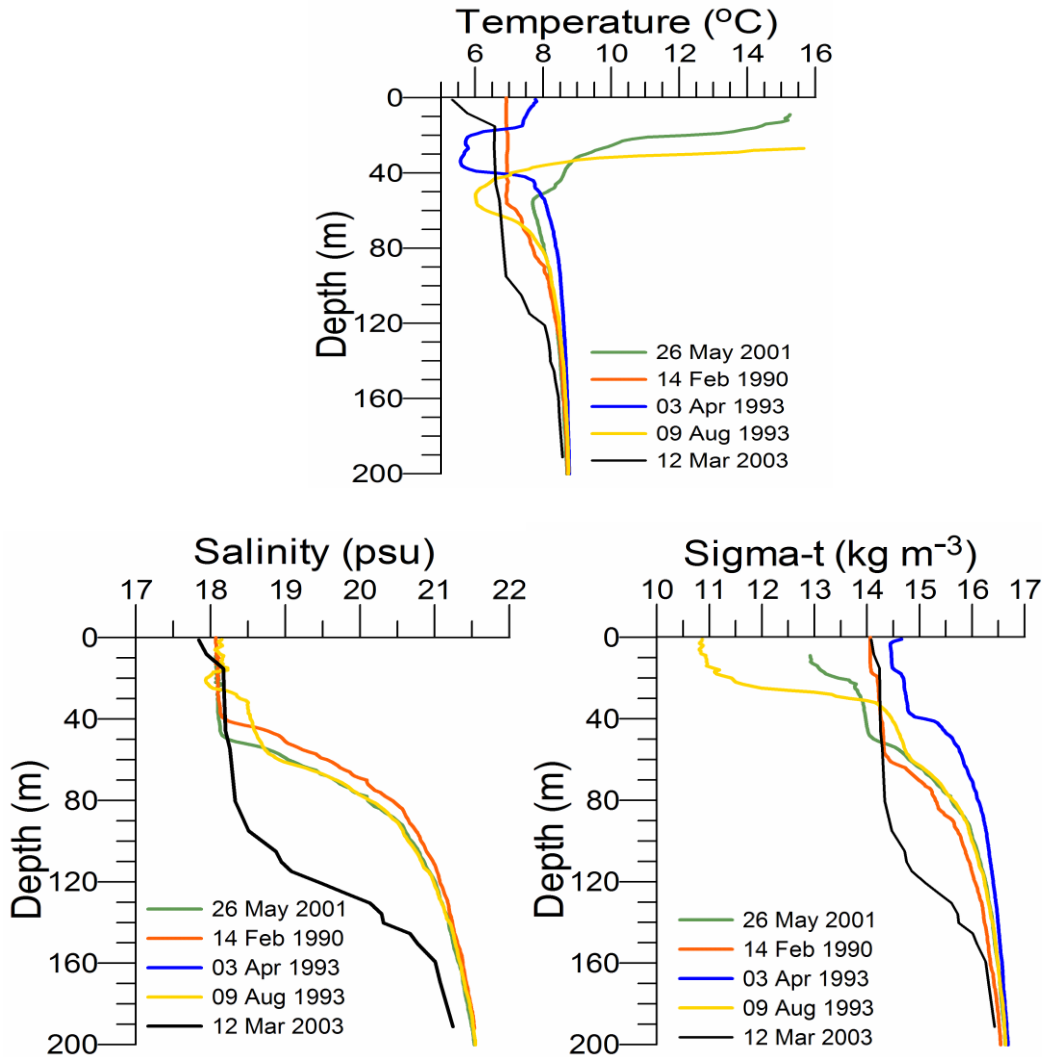 Temperature (ºC)
6 8 10 12 14 16
0
40
80
120
160
200
Depth (m)
26 May 2001
14 Feb 1990
03 Apr 1993
09 Aug 1993
12 Mar 2003
Salinity (psu)
17 18 19 20 21 22
0
40
80
120
160
200
Depth (m)
26 May 2001
14 Feb 1990
03 Apr 1993
09 Aug 1993
12 Mar 2003
Sigma-t (kg m⁻³)
10 11 12 13 14 15 16 17
0
40
80
120
160
200
Depth (m)
26 May 2001
14 Feb 1990
03 Apr 1993
09 Aug 1993
12 Mar 2003